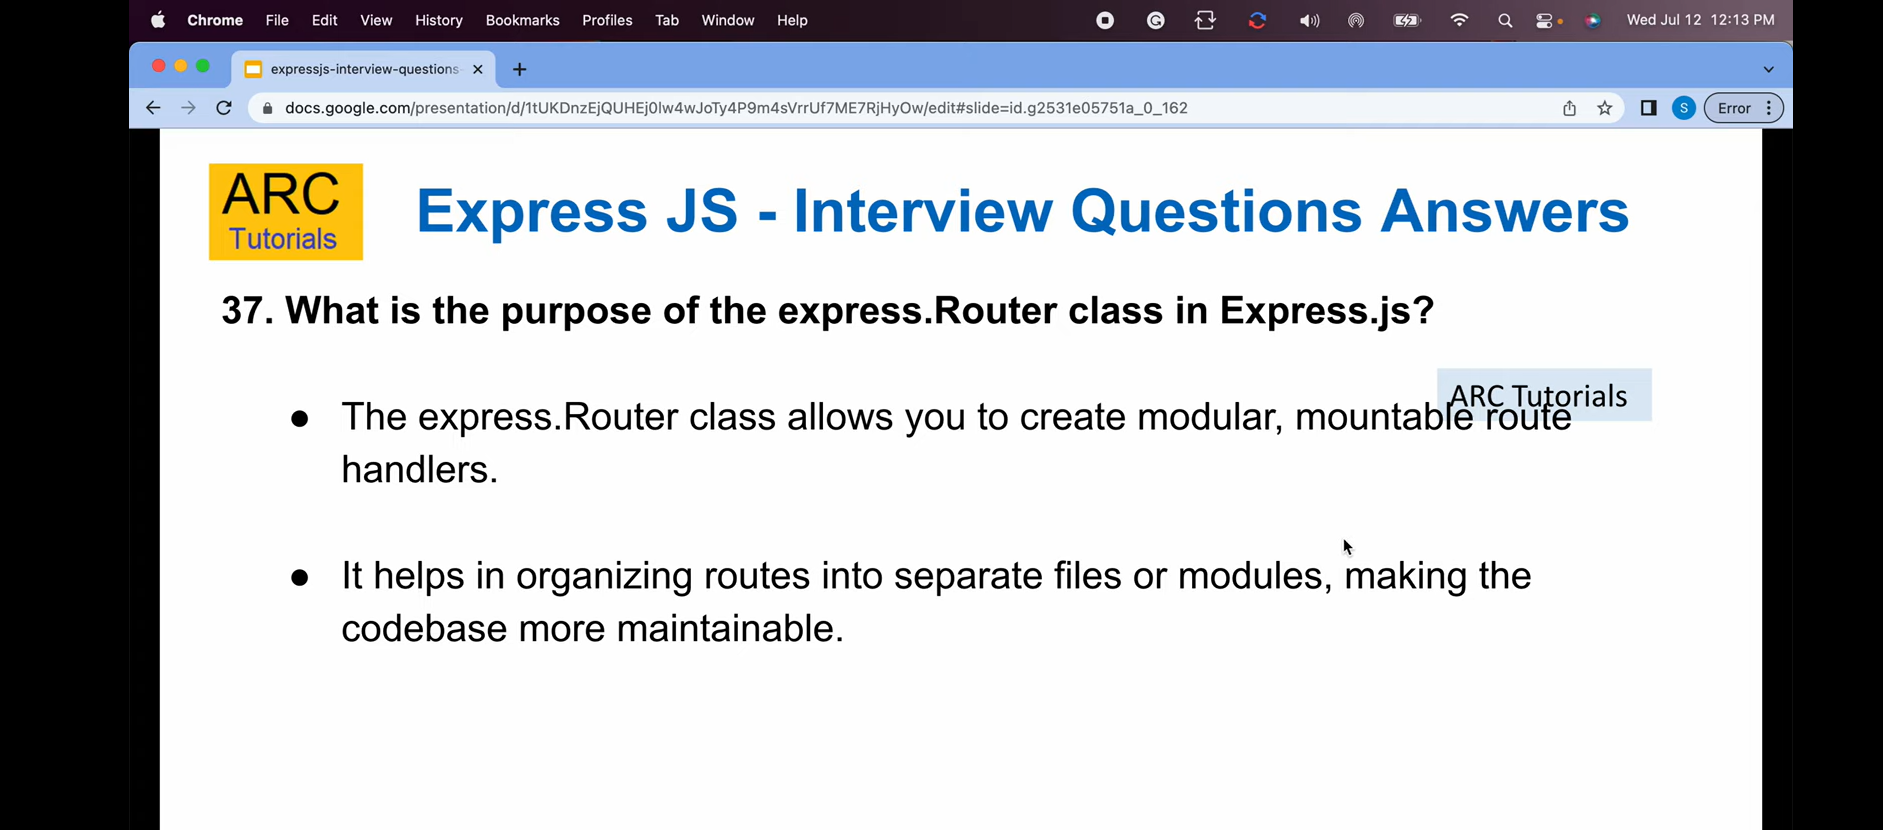 Chrome File Edit View History Bookmarks Profiles Tab Window Help Wed Jul 12 12:13 PM
expressjs-interview-questions-
docs.google.com/presentation/d/1tUKDnzEjQUHEj0lw4wJoTy4P9m4sVrrUf7ME7RjHyOw/edit#slide=id.g2531e05751a_0_162 S Error
ARC
Tutorials
Express JS - Interview Questions Answers
37. What is the purpose of the express.Router class in Express.js?
ARC Tutorials
● The express.Router class allows you to create modular, mountable route
handlers.
● It helps in organizing routes into separate files or modules, making the
codebase more maintainable.